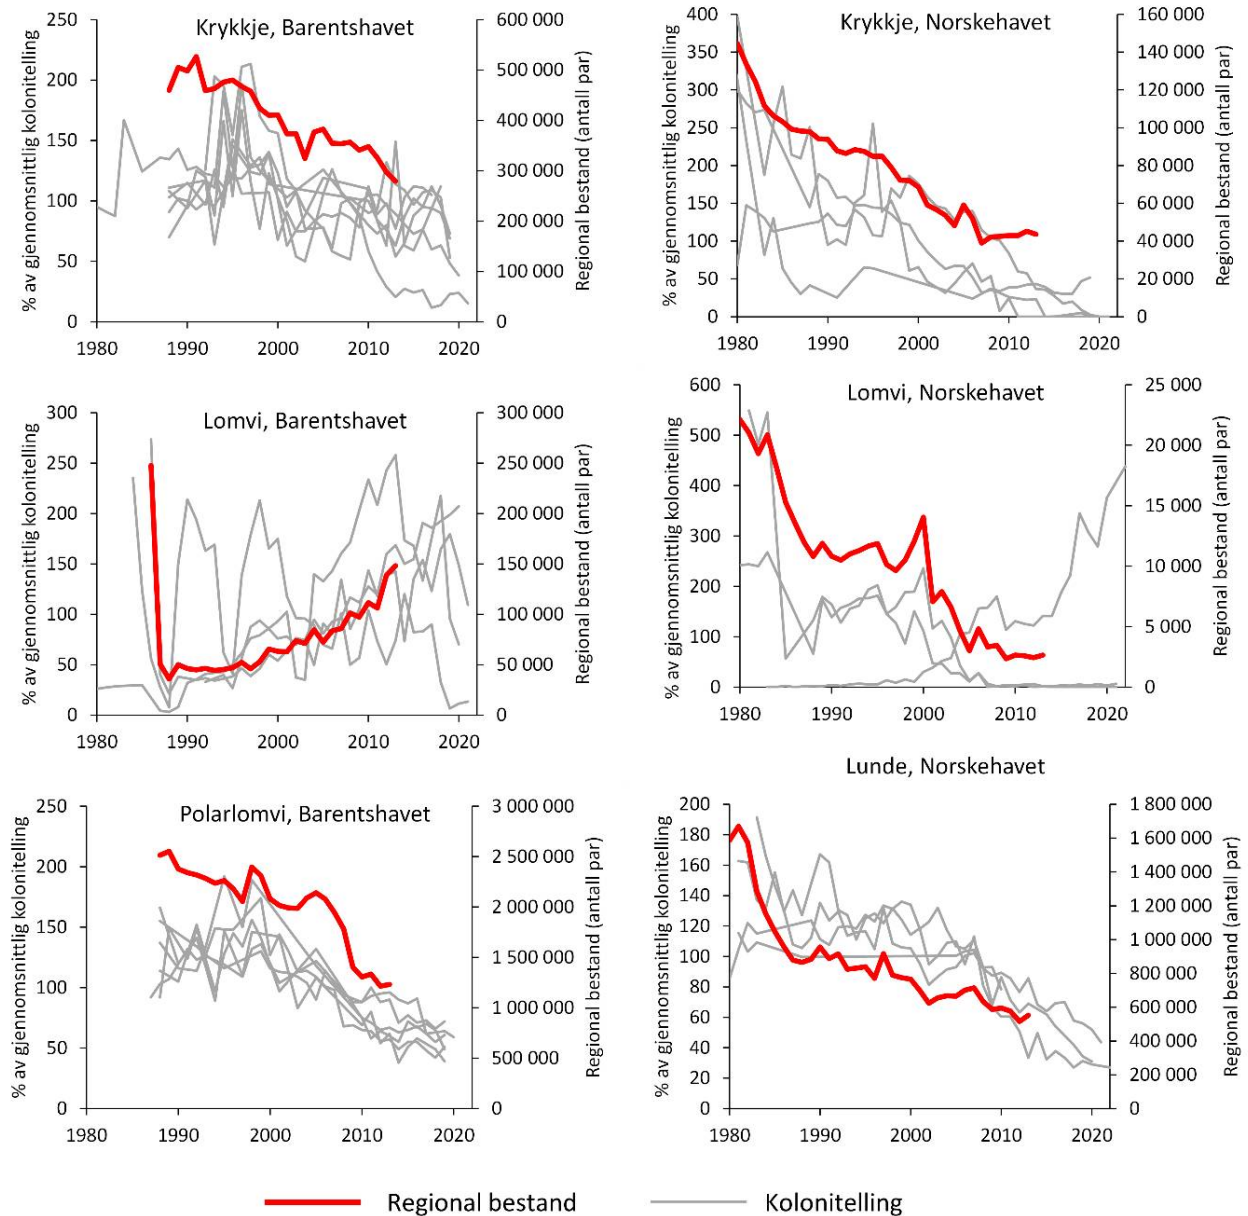 Krykkje, Barentshavet
% av gjennomsnittlig kolonitelling
250
200
150
100
50
0
600 000
500 000
400 000
300 000
200 000
100 000
0
Regional bestand (antall par)
1980 1990 2000 2010 2020
Krykkje, Norskehavet
% av gjennomsnittlig kolonitelling
400
350
300
250
200
150
100
50
0
160 000
140 000
120 000
100 000
80 000
60 000
40 000
20 000
0
Regional bestand (antall par)
1980 1990 2000 2010 2020
Lomvi, Barentshavet
% av gjennomsnittlig kolonitelling
300
250
200
150
100
50
0
300 000
250 000
200 000
150 000
100 000
50 000
0
Regional bestand (antall par)
1980 1990 2000 2010 2020
Lomvi, Norskehavet
% av gjennomsnittlig kolonitelling
600
500
400
300
200
100
0
25 000
20 000
15 000
10 000
5 000
0
Regional bestand (antall par)
1980 1990 2000 2010 2020
Polarlomvi, Barentshavet
% av gjennomsnittlig kolonitelling
250
200
150
100
50
0
3 000 000
2 500 000
2 000 000
1 500 000
1 000 000
500 000
0
Regional bestand (antall par)
1980 1990 2000 2010 2020
Lunde, Norskehavet
% av gjennomsnittlig kolonitelling
200
180
160
140
120
100
80
60
40
20
0
1 800 000
1 600 000
1 400 000
1 200 000
1 000 000
800 000
600 000
400 000
200 000
0
Regional bestand (antall par)
1980 1990 2000 2010 2020
Regional bestand
Kolonitelling